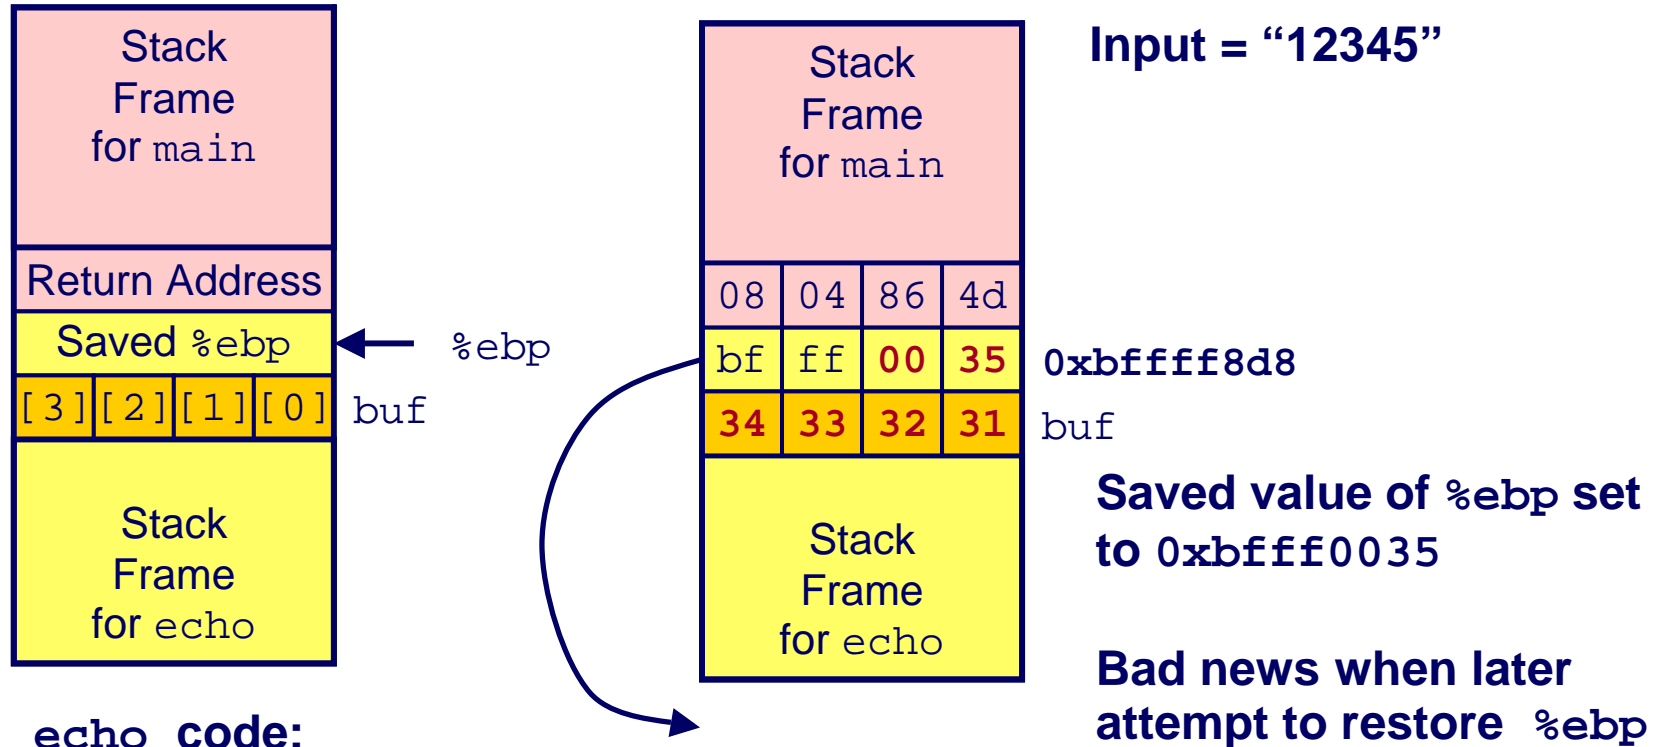 Stack
Frame
for main
Return Address
Saved %ebp
%ebp
[3] [2] [1] [0]
buf
Stack
Frame
for echo
echo code:
Stack
Frame
for main
08 04 86 4d
bf ff 00 35
0xbffff8d8
34 33 32 31
buf
Stack
Frame
for echo
Input = “12345”
Saved value of %ebp set
to 0xbfff0035
Bad news when later
attempt to restore %ebp